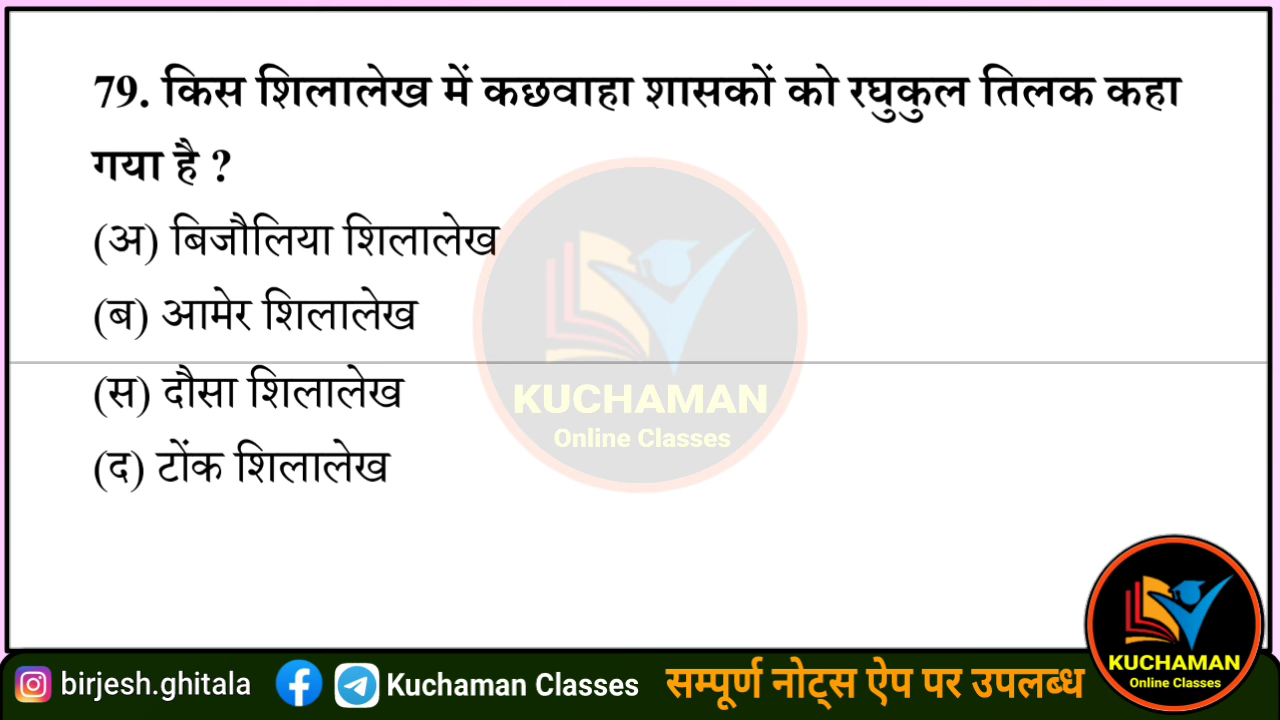 79. किस शिलालेख में कछवाहा शासकों को रघुकुल तिलक कहा
गया है ?
(अ) बिजौलिया शिलालेख
(ब) आमेर शिलालेख
(स) दौसा शिलालेख
(द) टोंक शिलालेख
KUCHAMAN
Online Classes
KUCHAMAN
Online Classes
birjesh.ghitala
Kuchaman Classes
सम्पूर्ण नोट्स ऐप पर उपलब्ध